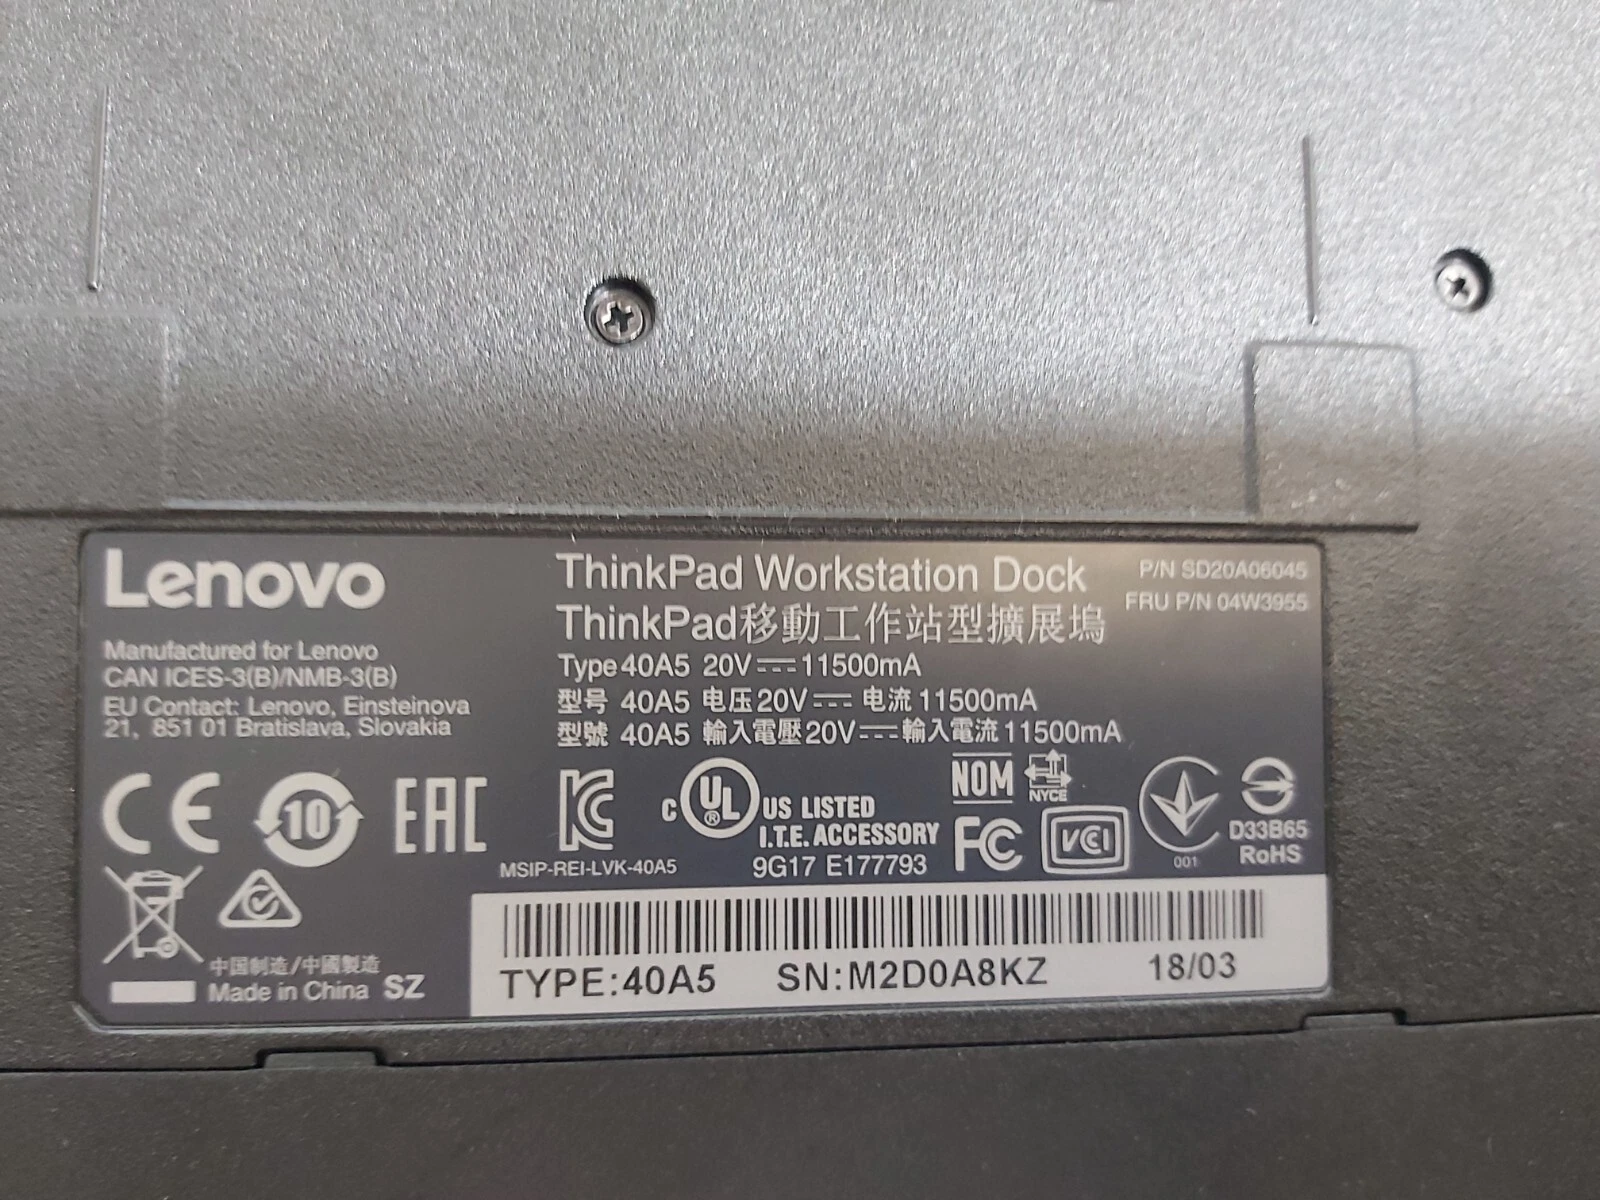 Lenovo
ThinkPad Workstation Dock
ThinkPad移動工作站型擴展塢
P/N SD20A06045
FRU P/N 04W3955
Manufactured for Lenovo
CAN ICES-3(B)/NMB-3(B)
EU Contact: Lenovo, Einsteinova
21, 851 01 Bratislava, Slovakia
Type 40A5 20V⎓11500mA
型号 40A5 电压20V⎓ 电流 11500mA
型號 40A5 輸入電壓20V⎓輸入電流 11500mA
CE
10
EAC
KC
MSIP-REI-LVK-40A5
C UL ® US LISTED
I.T.E. ACCESSORY
9G17 E177793
NOM
NYCE
FC
VCI
001
D33B65
RoHS
中国制造/中國製造
Made in China SZ
TYPE:40A5 SN:M2D0A8KZ 18/03